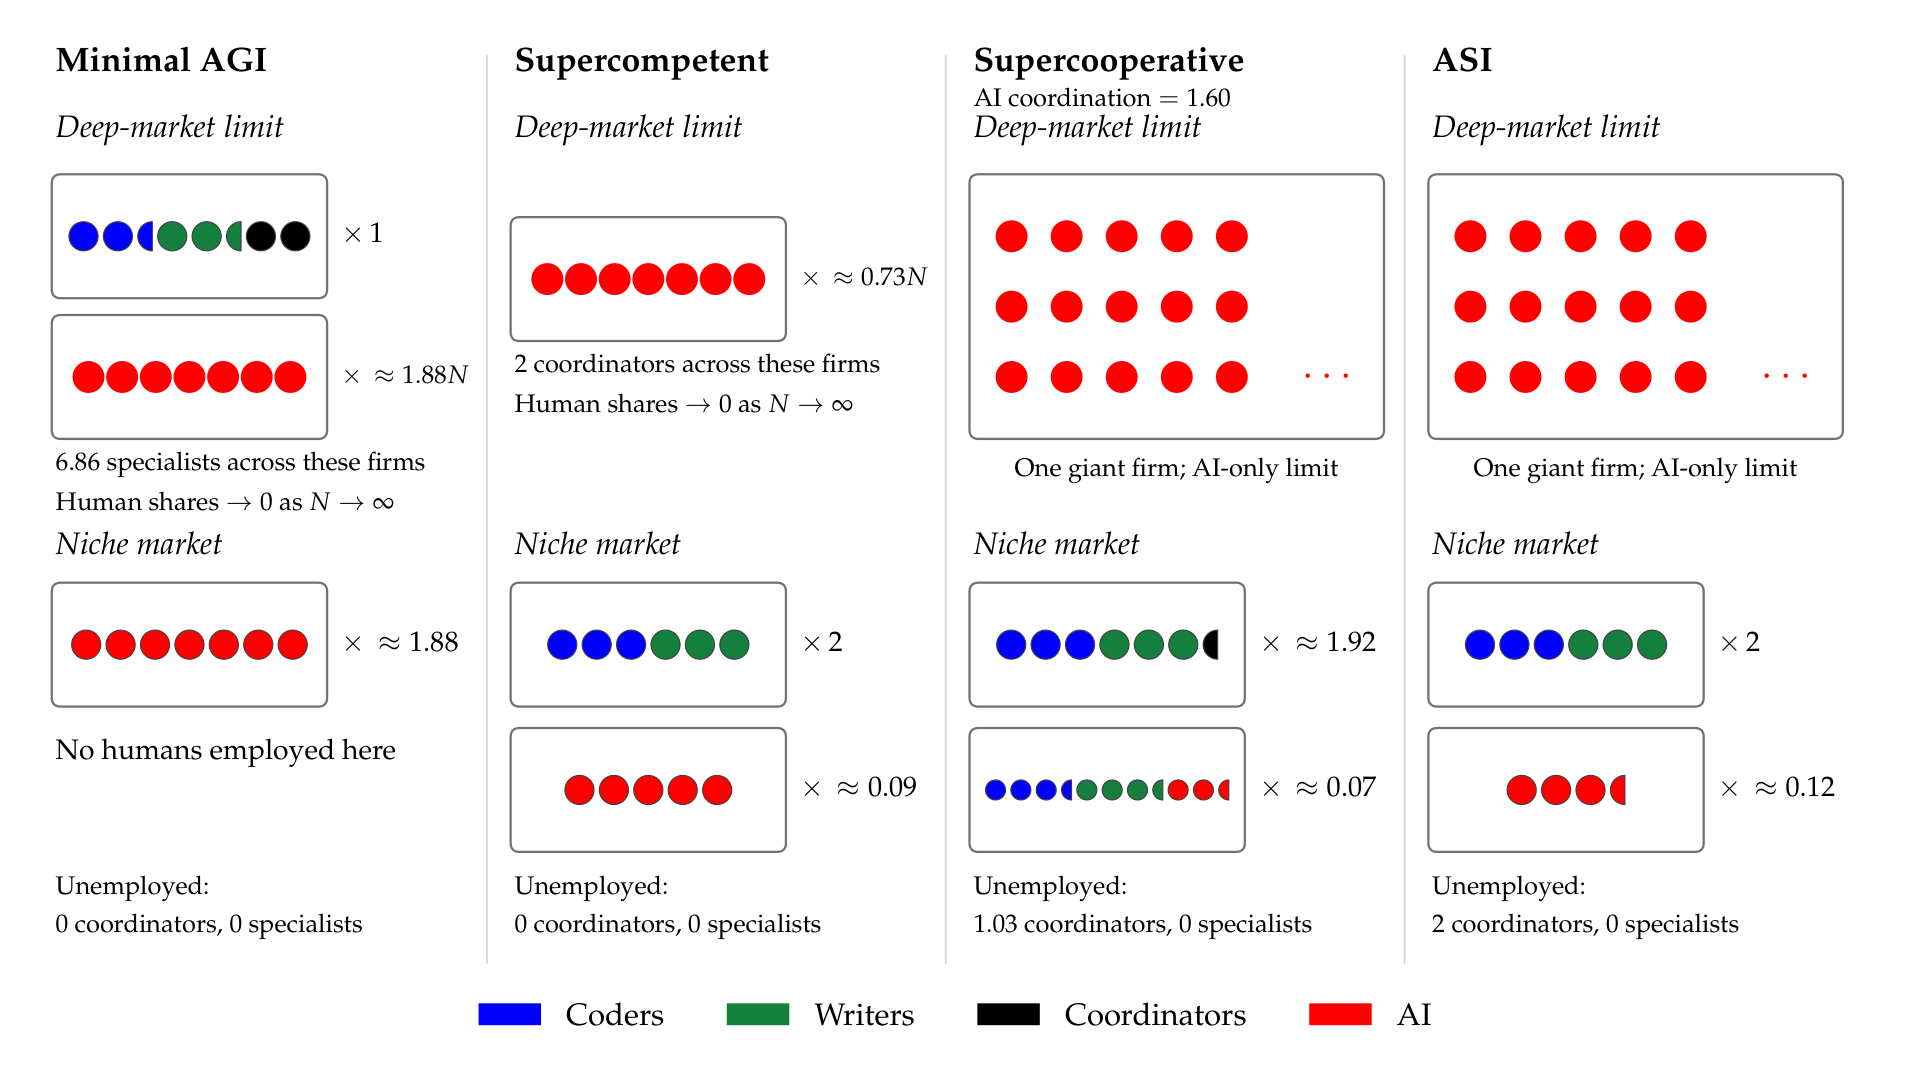 Minimal AGI
Deep-market limit
× 1
× ≈ 1.88N
6.86 specialists across these firms
Human shares → 0 as N → ∞
Niche market
× ≈ 1.88
No humans employed here
Unemployed:
0 coordinators, 0 specialists
Supercompetent
Deep-market limit
× ≈ 0.73N
2 coordinators across these firms
Human shares → 0 as N → ∞
Niche market
× 2
× ≈ 0.09
Unemployed:
0 coordinators, 0 specialists
Supercooperative
AI coordination = 1.60
Deep-market limit
· · ·
One giant firm; AI-only limit
Niche market
× ≈ 1.92
× ≈ 0.07
Unemployed:
1.03 coordinators, 0 specialists
ASI
Deep-market limit
· · ·
One giant firm; AI-only limit
Niche market
× 2
× ≈ 0.12
Unemployed:
2 coordinators, 0 specialists
Coders
Writers
Coordinators
AI